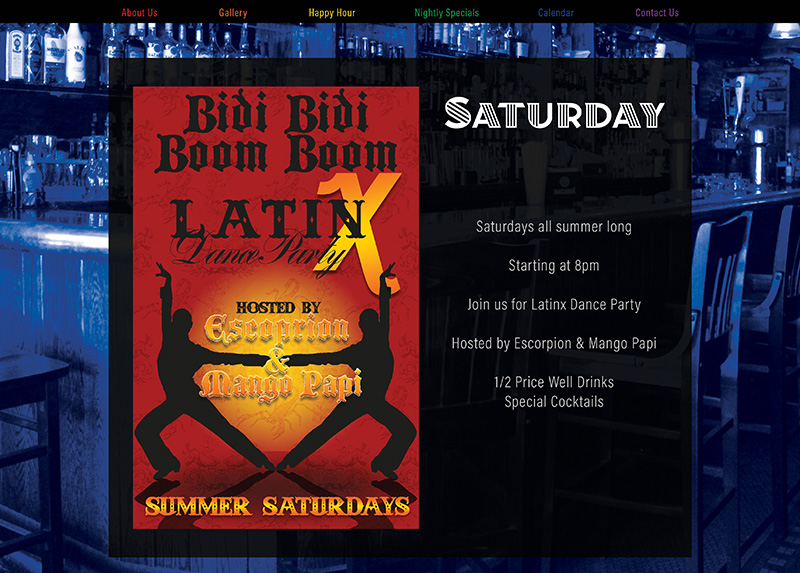 About Us Gallery Happy Hour Nightly Specials Calendar Contact Us
Bidi Bidi
Boom Boom
LATINX
Dance Party
HOSTED BY
Escoprion
&
Mango Papi
SUMMER SATURDAYS
SATURDAY
Saturdays all summer long
Starting at 8pm
Join us for Latinx Dance Party
Hosted by Escorpion & Mango Papi
1/2 Price Well Drinks
Special Cocktails